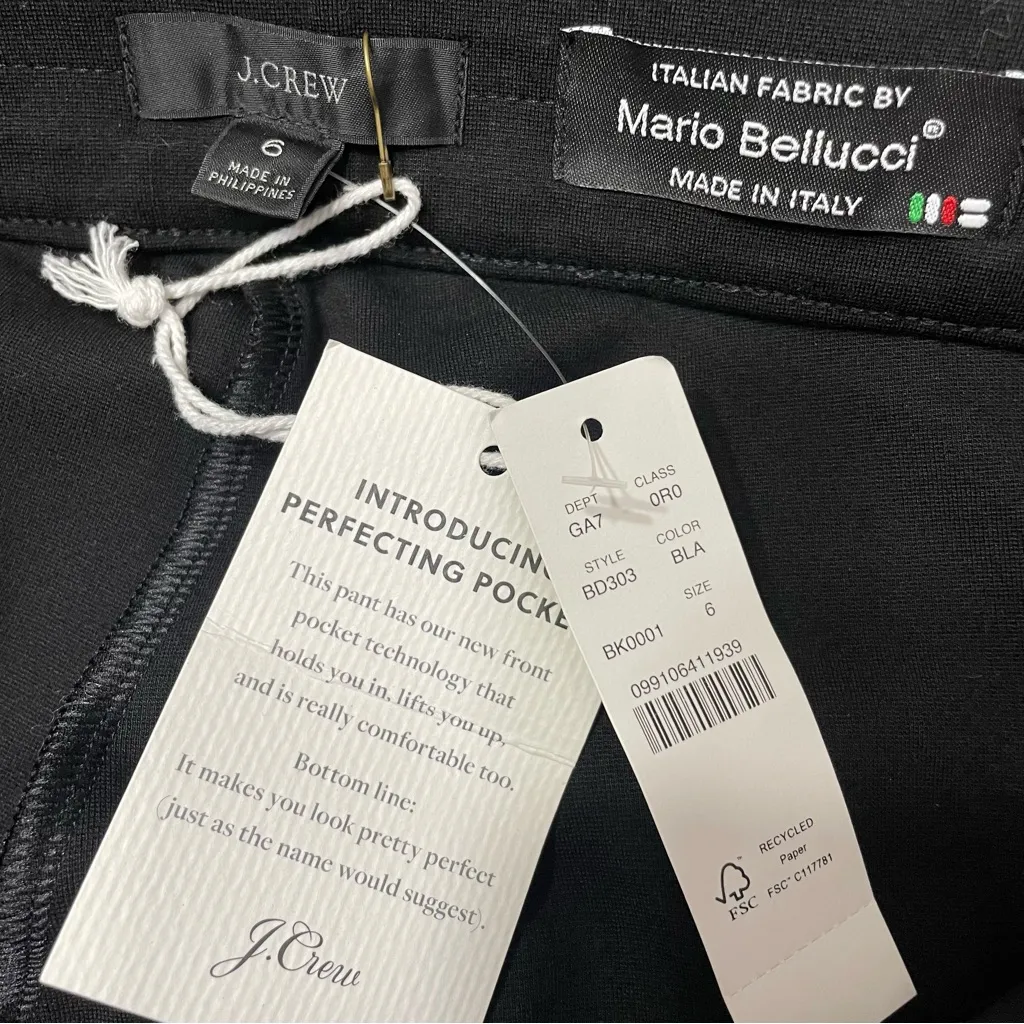 J.CREW
6
MADE IN
PHILIPPINES
ITALIAN FABRIC BY
Mario Bellucci®
MADE IN ITALY
INTRODUCING
PERFECTING POCKE
This pant has our new front
pocket technology that
holds you in, lifts you up,
and is really comfortable too.
Bottom line:
It makes you look pretty perfect
(just as the name would suggest).
J.Crew
DEPT CLASS
GA7 0R0
STYLE COLOR
BD303 BLA
SIZE
BK0001 6
099106411939
RECYCLED
Paper
FSC™ C117781
FSC